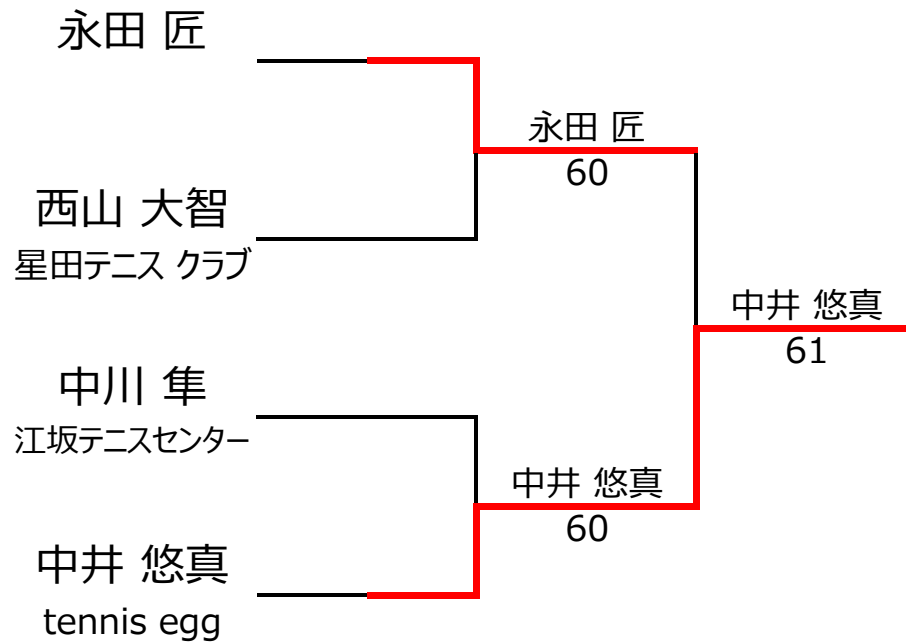 永田 匠
永田 匠
60
西山 大智
星田テニス クラブ
中井 悠真
61
中川 隼
江坂テニスセンター
中井 悠真
60
中井 悠真
tennis egg